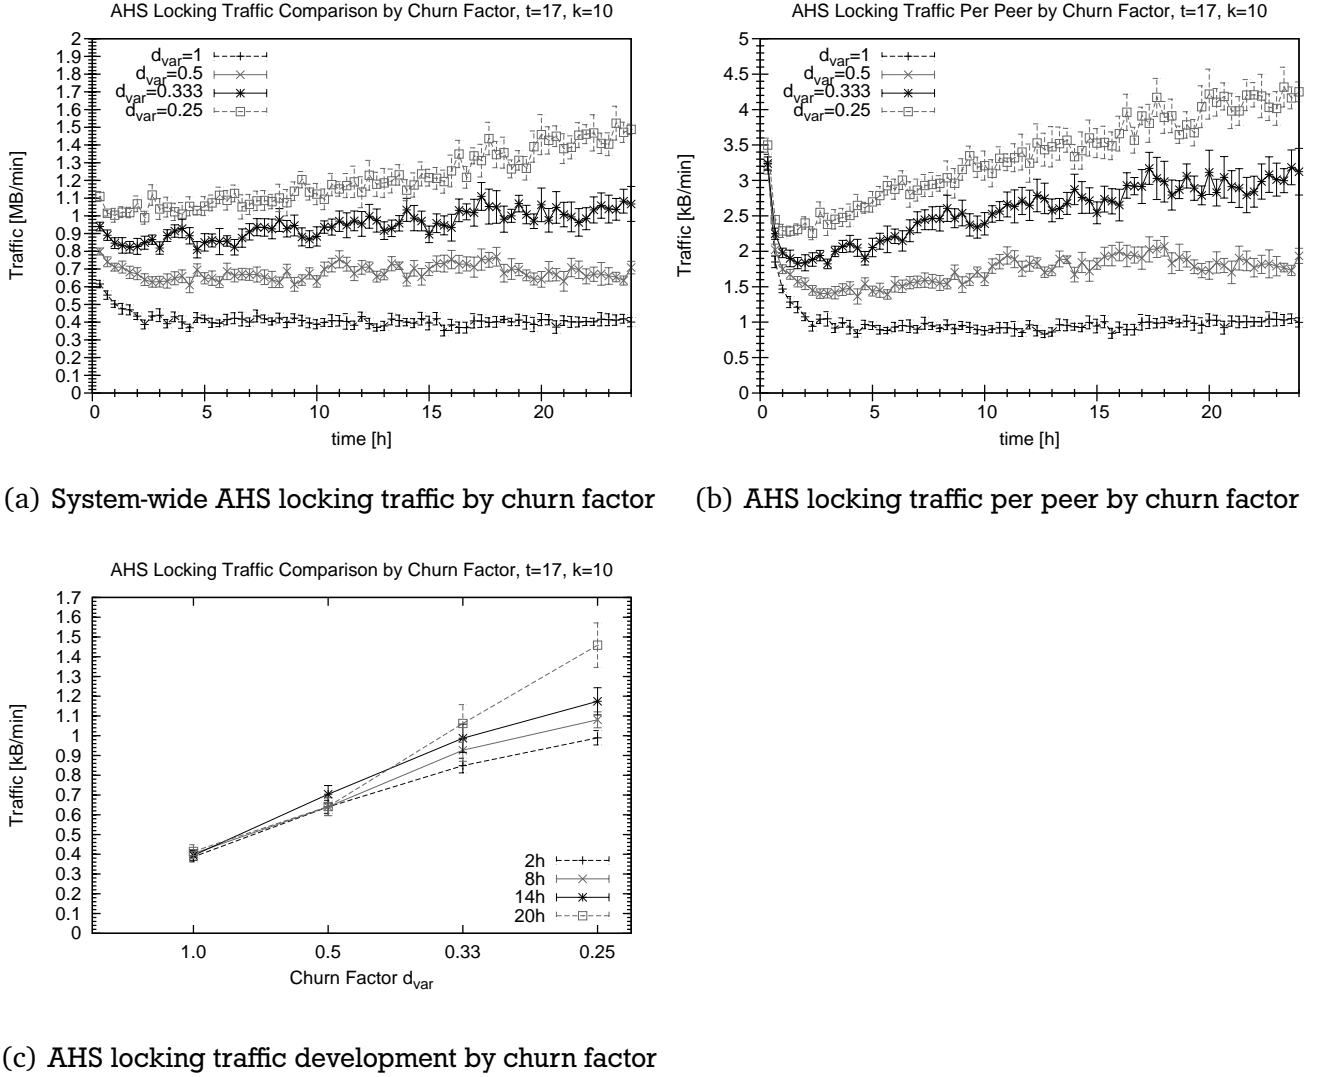 AHS Locking Traffic Comparison by Churn Factor, t=17, k=10
Traffic [MB/min]
2
1.9
1.8
1.7
1.6
1.5
1.4
1.3
1.2
1.1
1
0.9
0.8
0.7
0.6
0.5
0.4
0.3
0.2
0.1
0
dvar=1
dvar=0.5
dvar=0.333
dvar=0.25
0 5 10 15 20
time [h]
(a) System-wide AHS locking traffic by churn factor
AHS Locking Traffic Per Peer by Churn Factor, t=17, k=10
Traffic [kB/min]
5
4.5
4
3.5
3
2.5
2
1.5
1
0.5
0
dvar=1
dvar=0.5
dvar=0.333
dvar=0.25
0 5 10 15 20
time [h]
(b) AHS locking traffic per peer by churn factor
AHS Locking Traffic Comparison by Churn Factor, t=17, k=10
Traffic [kB/min]
1.7
1.6
1.5
1.4
1.3
1.2
1.1
1
0.9
0.8
0.7
0.6
0.5
0.4
0.3
0.2
0.1
0
2h
8h
14h
20h
1.0 0.5 0.33 0.25
Churn Factor dvar
(c) AHS locking traffic development by churn factor